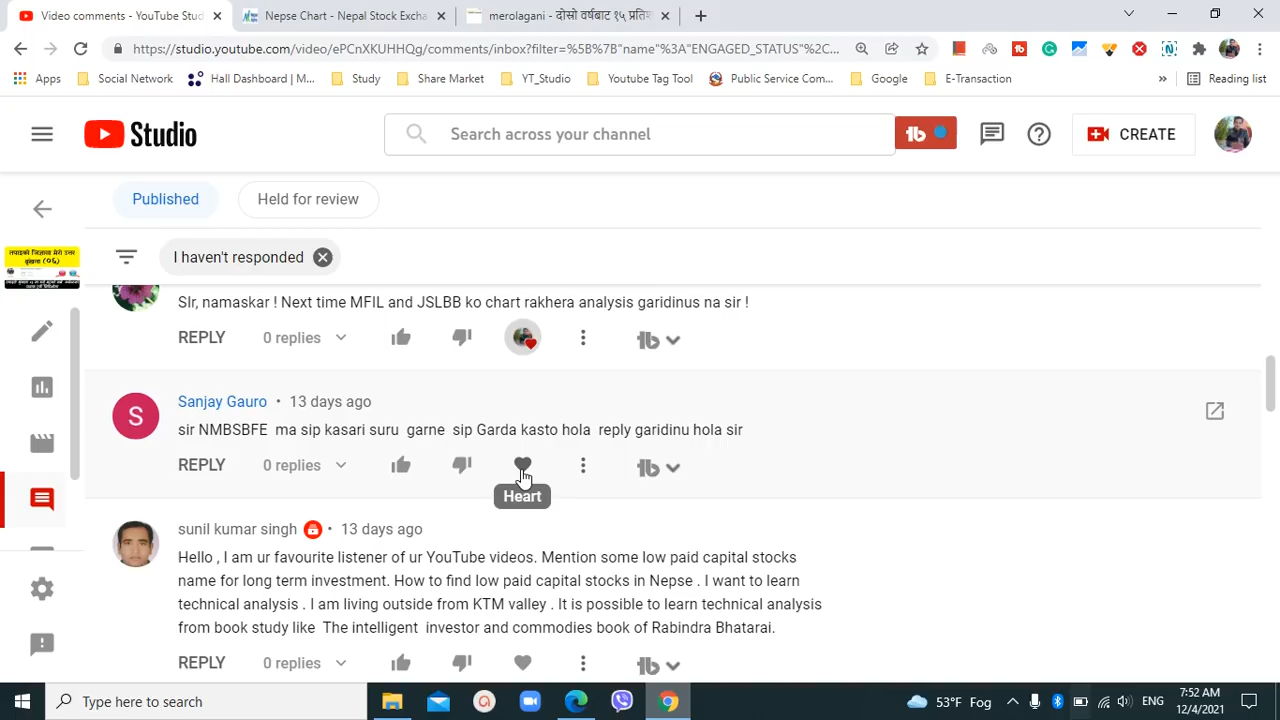 Video comments - YouTube Stud
Nepse Chart - Nepal Stock Excha
merolagani - दोस्रो वर्षबाट १५ प्रतिश
https://studio.youtube.com/video/ePCnXKUHHQg/comments/inbox?filter=%5B%7B"name"%3A"ENGAGED_STATUS"%2C...
Apps
Social Network
Hall Dashboard | M...
Study
Share Market
YT_Studio
Youtube Tag Tool
Public Service Com...
Google
E-Transaction
»
Reading list
Studio
Search across your channel
CREATE
Published
Held for review
तपाइको जिज्ञासा मेरो उत्तर
I haven't responded
SIr, namaskar ! Next time MFIL and JSLBB ko chart rakhera analysis garidinus na sir !
REPLY 0 replies
Sanjay Gauro • 13 days ago
S
sir NMBSBFE ma sip kasari suru garne sip Garda kasto hola reply garidinu hola sir
REPLY 0 replies
Heart
sunil kumar singh • 13 days ago
Hello , I am ur favourite listener of ur YouTube videos. Mention some low paid capital stocks
name for long term investment. How to find low paid capital stocks in Nepse . I want to learn
technical analysis . I am living outside from KTM valley . It is possible to learn technical analysis
from book study like The intelligent investor and commodies book of Rabindra Bhatarai.
REPLY 0 replies
Type here to search
53°F Fog
ENG
7:52 AM
12/4/2021